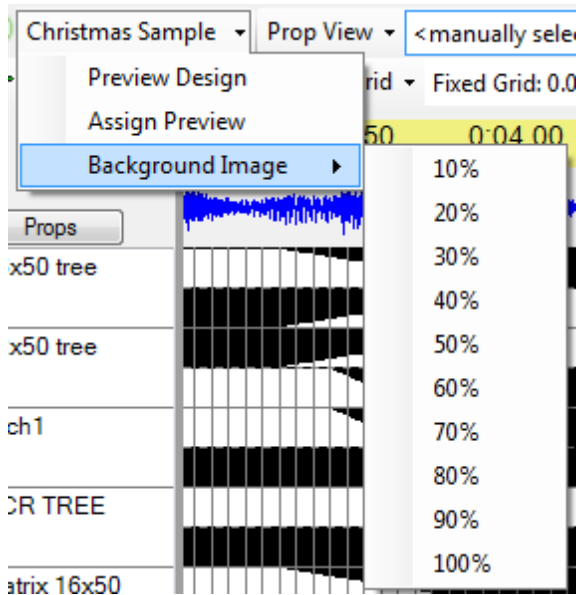 Christmas Sample Prop View <manually sele
Preview Design
rid Fixed Grid: 0.0
Assign Preview
50 0:04.00
Background Image
10%
20%
Props
30%
x50 tree
40%
50%
x50 tree
60%
70%
ch1
80%
90%
CR TREE
100%
atrix 16x50